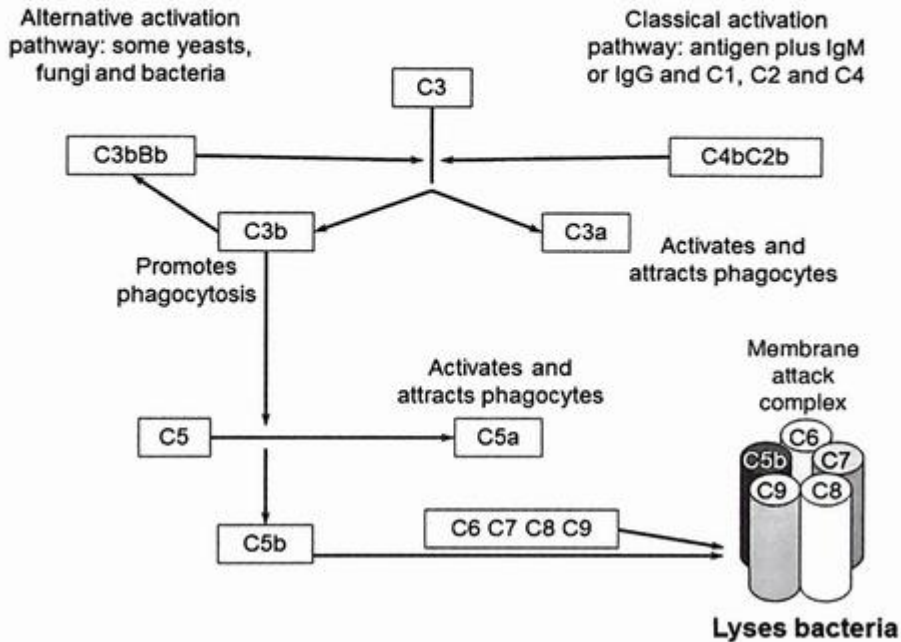 Alternative activation
pathway: some yeasts,
fungi and bacteria
Classical activation
pathway: antigen plus IgM
or IgG and C1, C2 and C4
C3
C3bBb
C4bC2b
C3b
C3a
Promotes
phagocytosis
Activates and
attracts phagocytes
Activates and
attracts phagocytes
Membrane
attack
complex
C5
C5a
C6
C5b
C7
C9
C8
C5b
C6 C7 C8 C9
Lyses bacteria